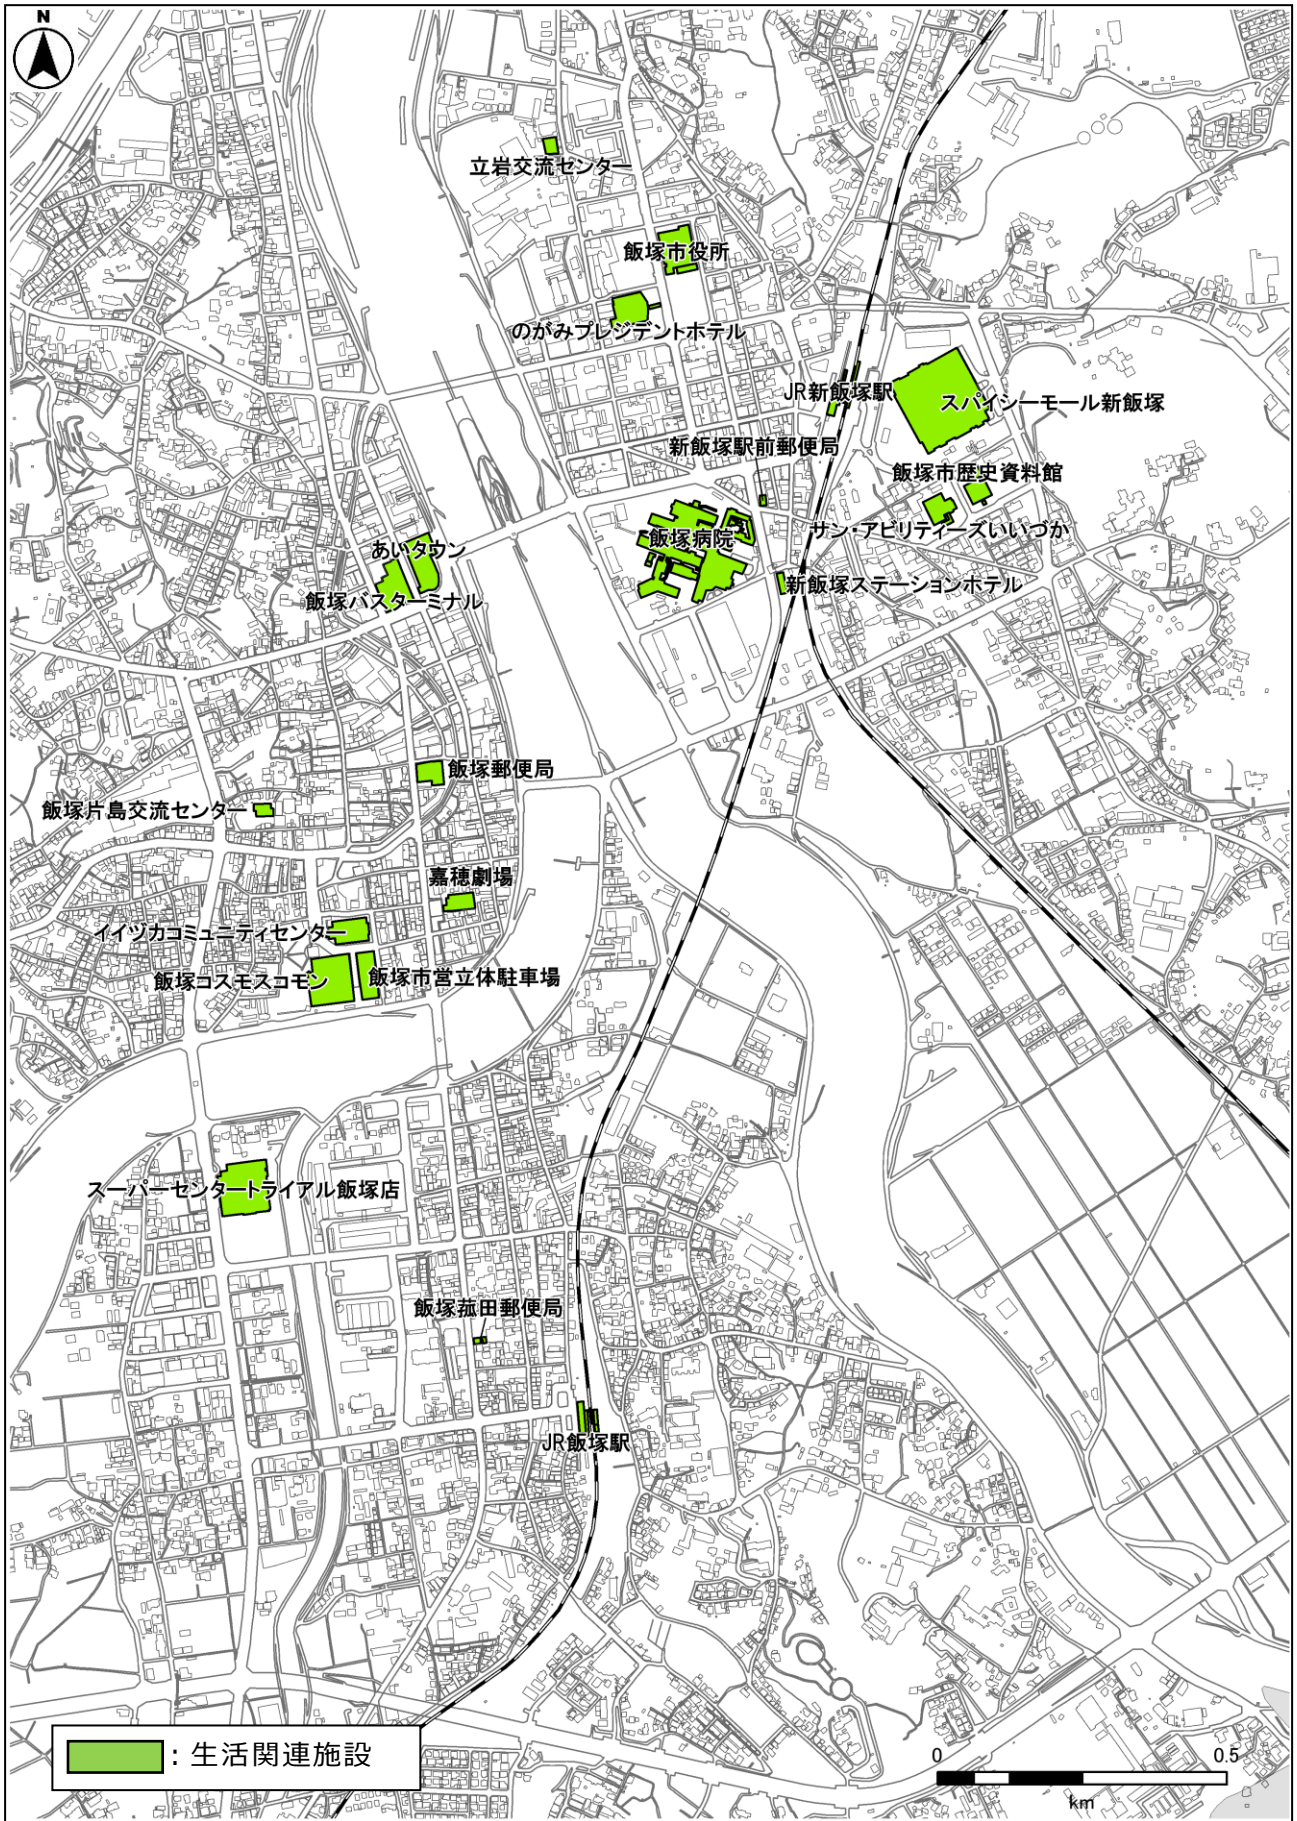 N
立岩交流センター
飯塚市役所
のがみプレジデントホテル
JR新飯塚駅
スパイシーモール新飯塚
新飯塚駅前郵便局
飯塚市歴史資料館
サン・アビリティーズいいづか
飯塚病院
あいタウン
新飯塚ステーションホテル
飯塚バスターミナル
飯塚郵便局
飯塚片島交流センター
嘉穂劇場
イイヅカコミュニティセンター
飯塚コスモスコモン
飯塚市営立体駐車場
スーパーセンタートライアル飯塚店
飯塚菰田郵便局
JR飯塚駅
：生活関連施設
0 0.5
km